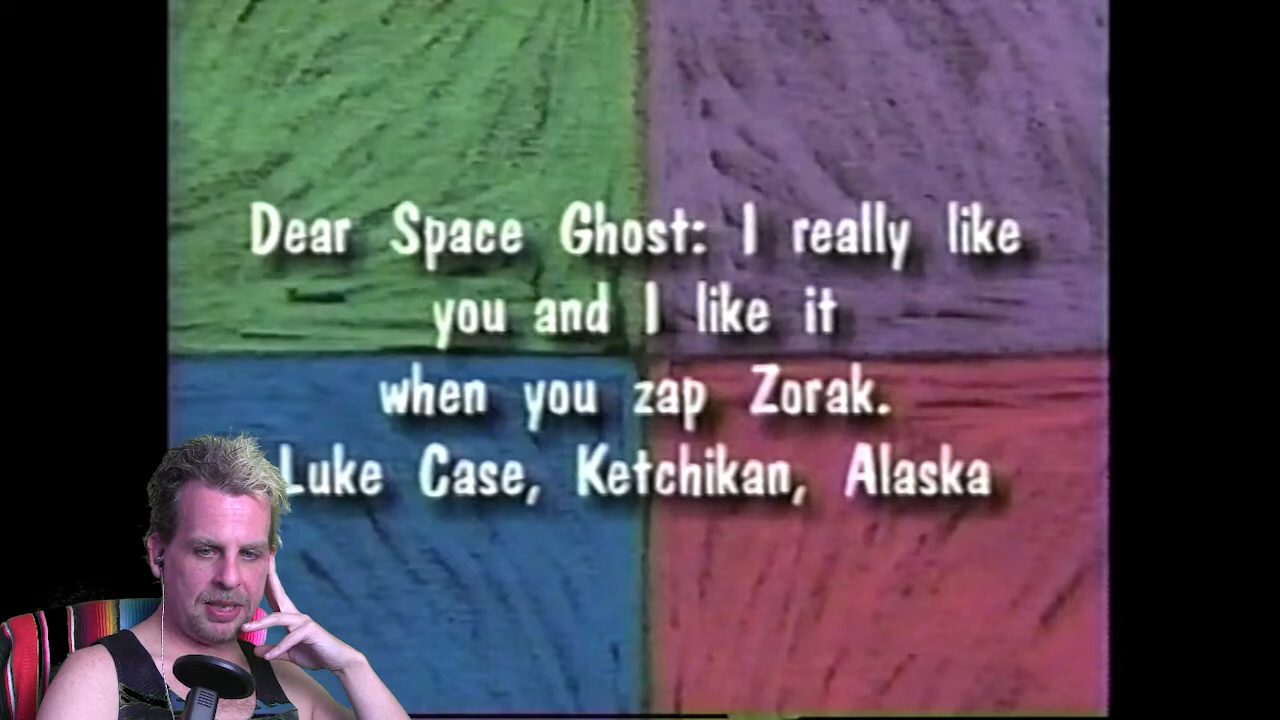 Dear Space Ghost: I really like
you and I like it
when you zap Zorak.
Luke Case, Ketchikan, Alaska